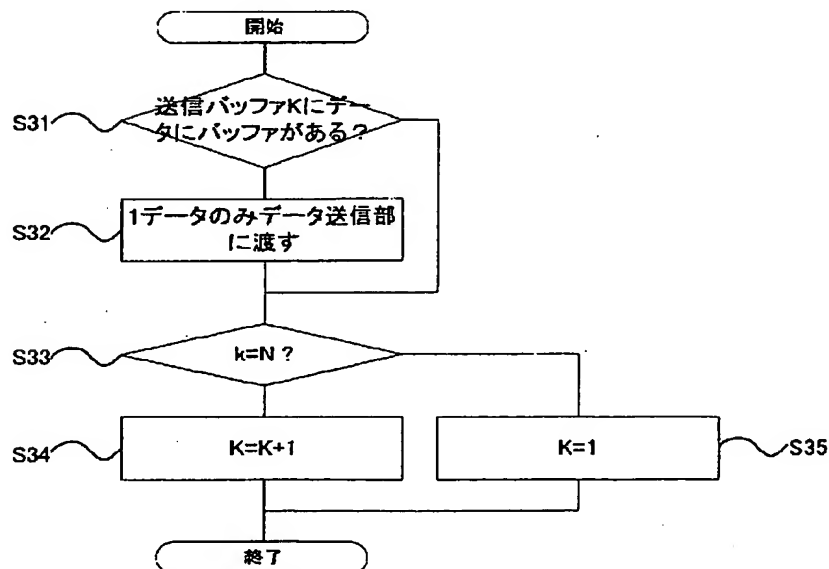 開始
S31
送信バッファKにデー
タにバッファがある？
S32
1データのみデータ送信部
に渡す
S33
k=N ?
S34
K=K+1
K=1
S35
終了